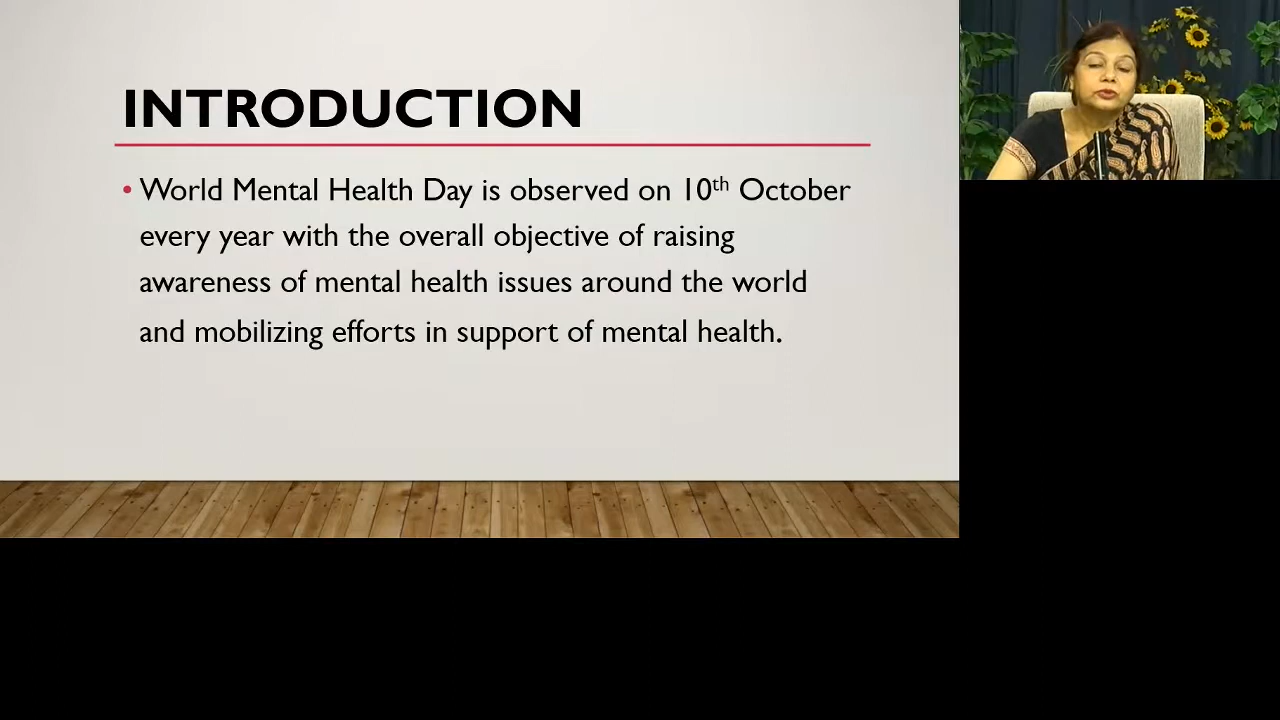 INTRODUCTION
• World Mental Health Day is observed on 10th October
every year with the overall objective of raising
awareness of mental health issues around the world
and mobilizing efforts in support of mental health.